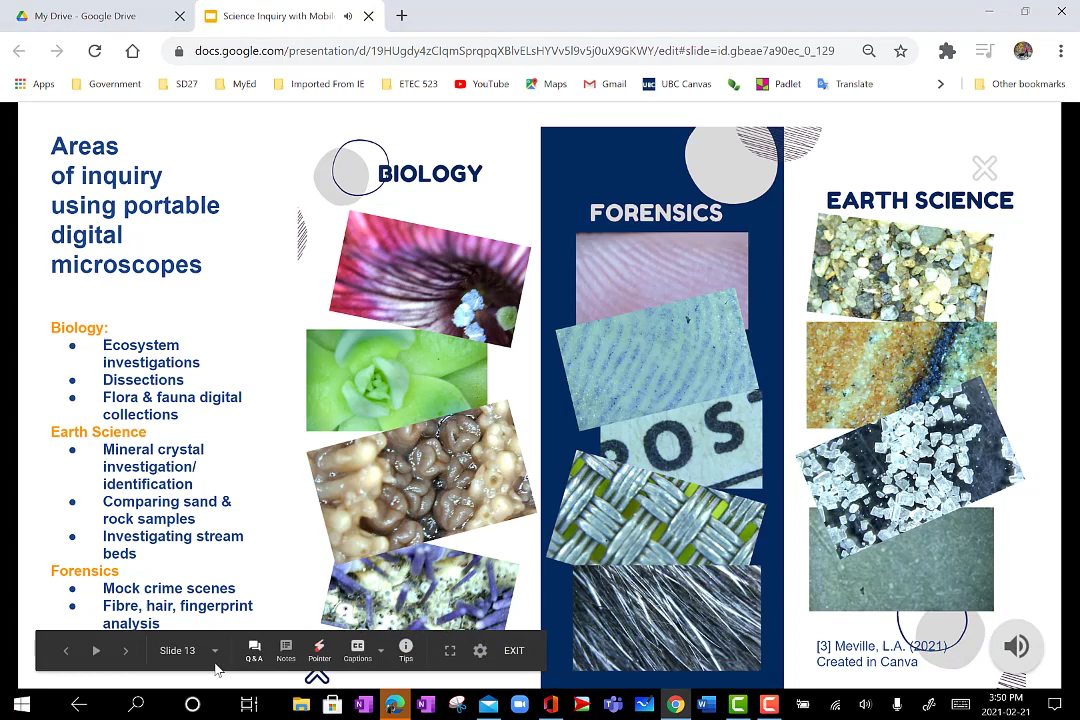 My Drive - Google Drive
Science Inquiry with Mobil
docs.google.com/presentation/d/19HUgdy4zCIqmSprqpqXBlvELsHYVv5l9v5j0uX9GKWY/edit#slide=id.gbeae7a90ec_0_129
Apps Government SD27 MyEd Imported From IE ETEC 523 YouTube Maps Gmail UBC Canvas Padlet Translate Other bookmarks
Areas
of inquiry
using portable
digital
microscopes
Biology:
● Ecosystem
investigations
● Dissections
● Flora & fauna digital
collections
Earth Science
● Mineral crystal
investigation/
identification
● Comparing sand &
rock samples
● Investigating stream
beds
Forensics
● Mock crime scenes
● Fibre, hair, fingerprint
analysis
BIOLOGY
FORENSICS
POS
EARTH SCIENCE
[3] Meville, L.A. (2021)
Created in Canva
Slide 13 Q & A Notes Pointer Captions Tips EXIT
3:50 PM
2021-02-21